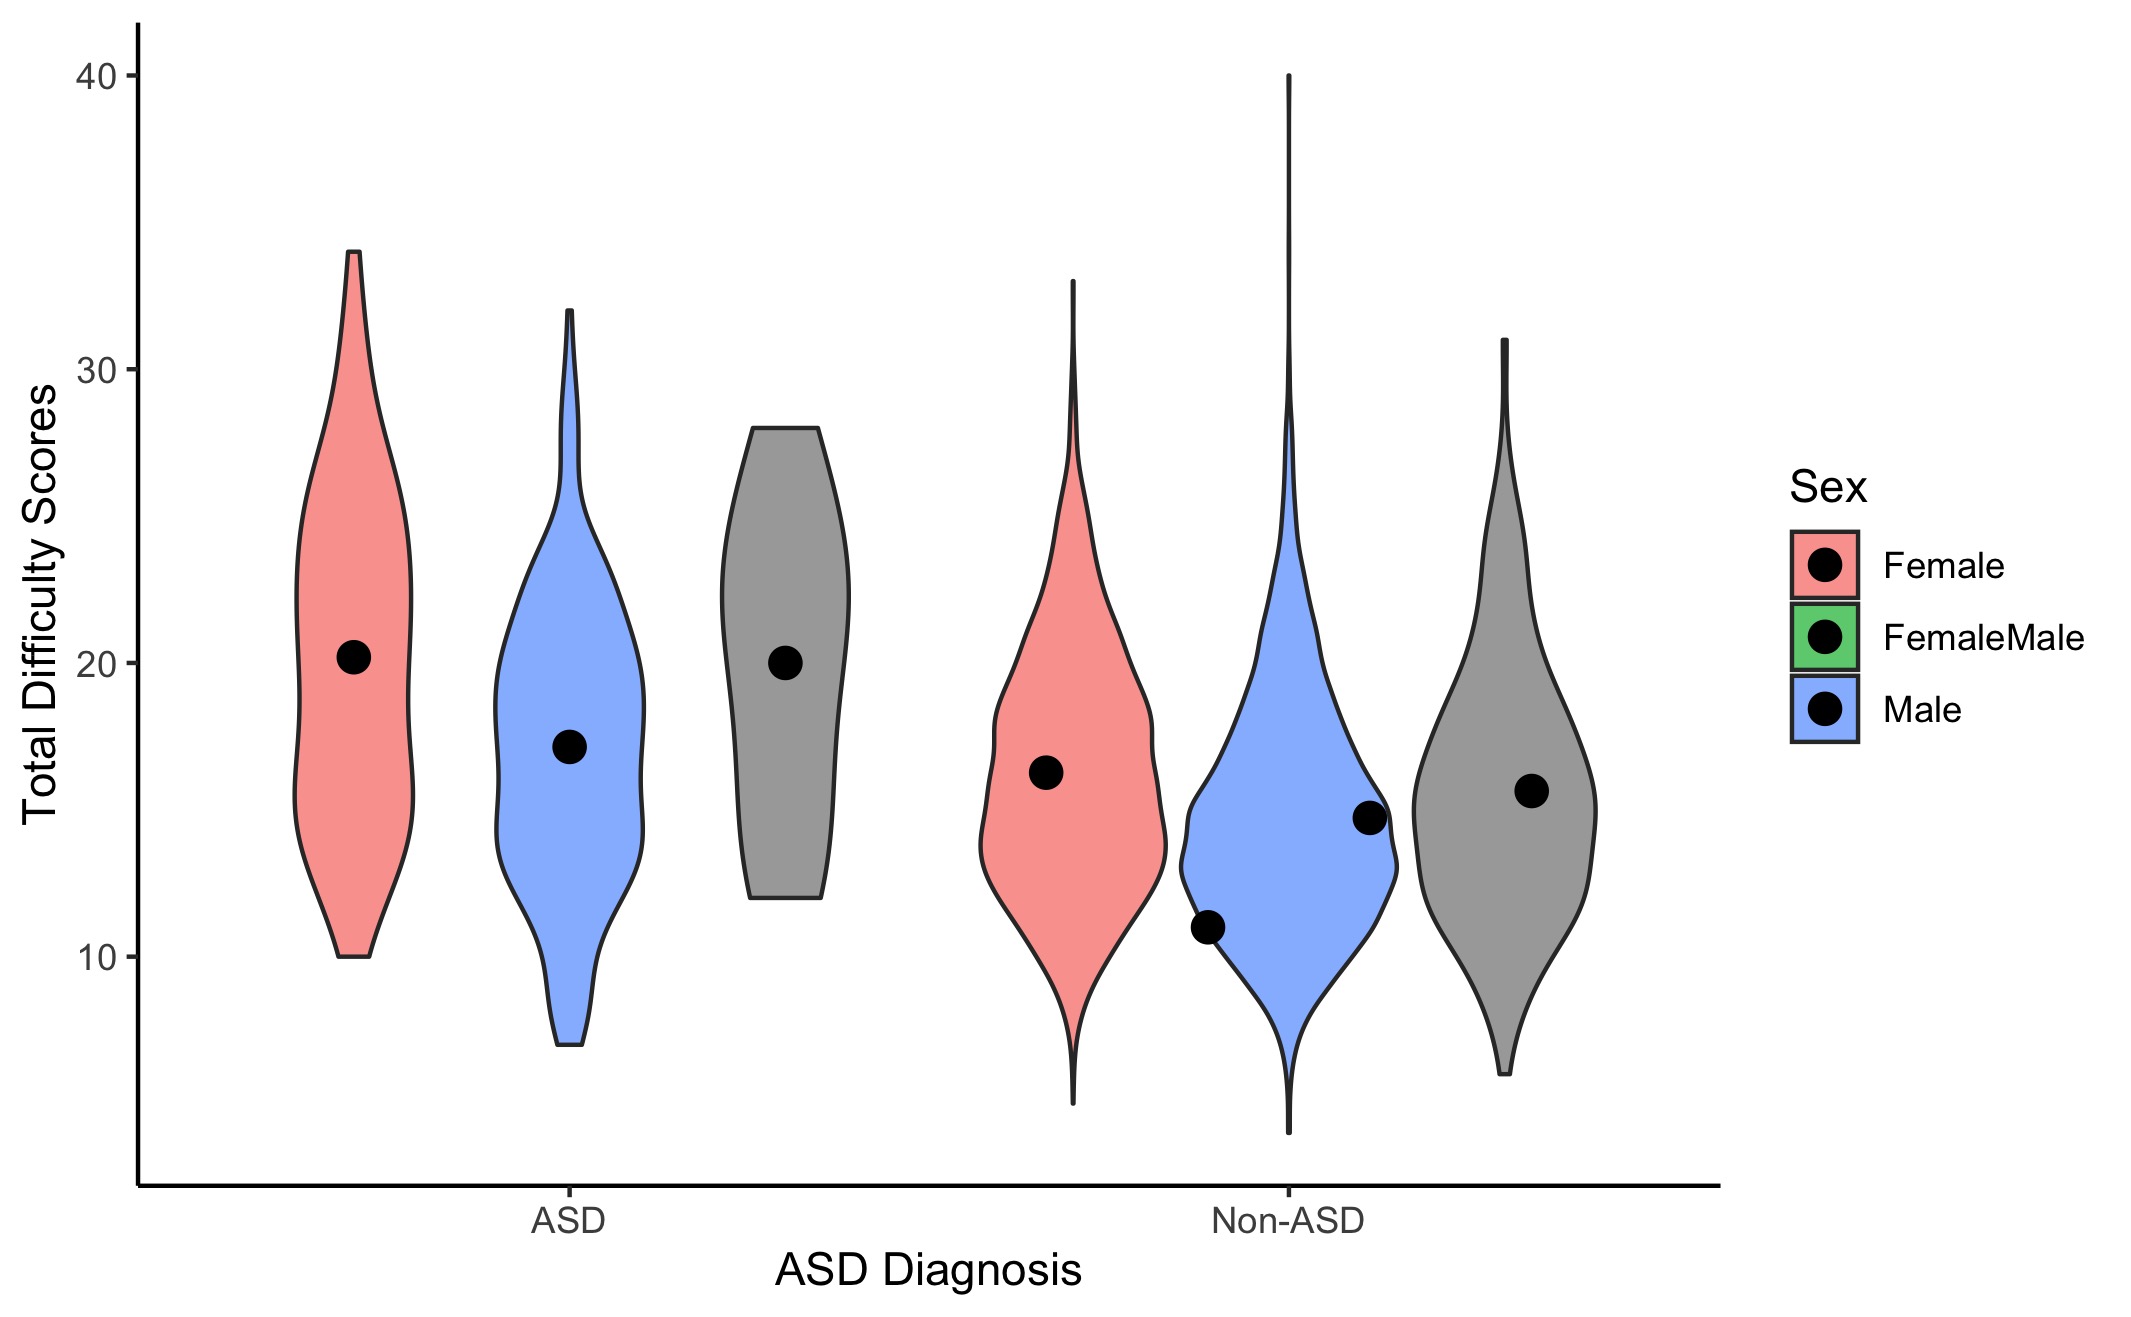 Total Difficulty Scores
40
30
20
10
ASD
Non-ASD
ASD Diagnosis
Sex
Female
FemaleMale
Male